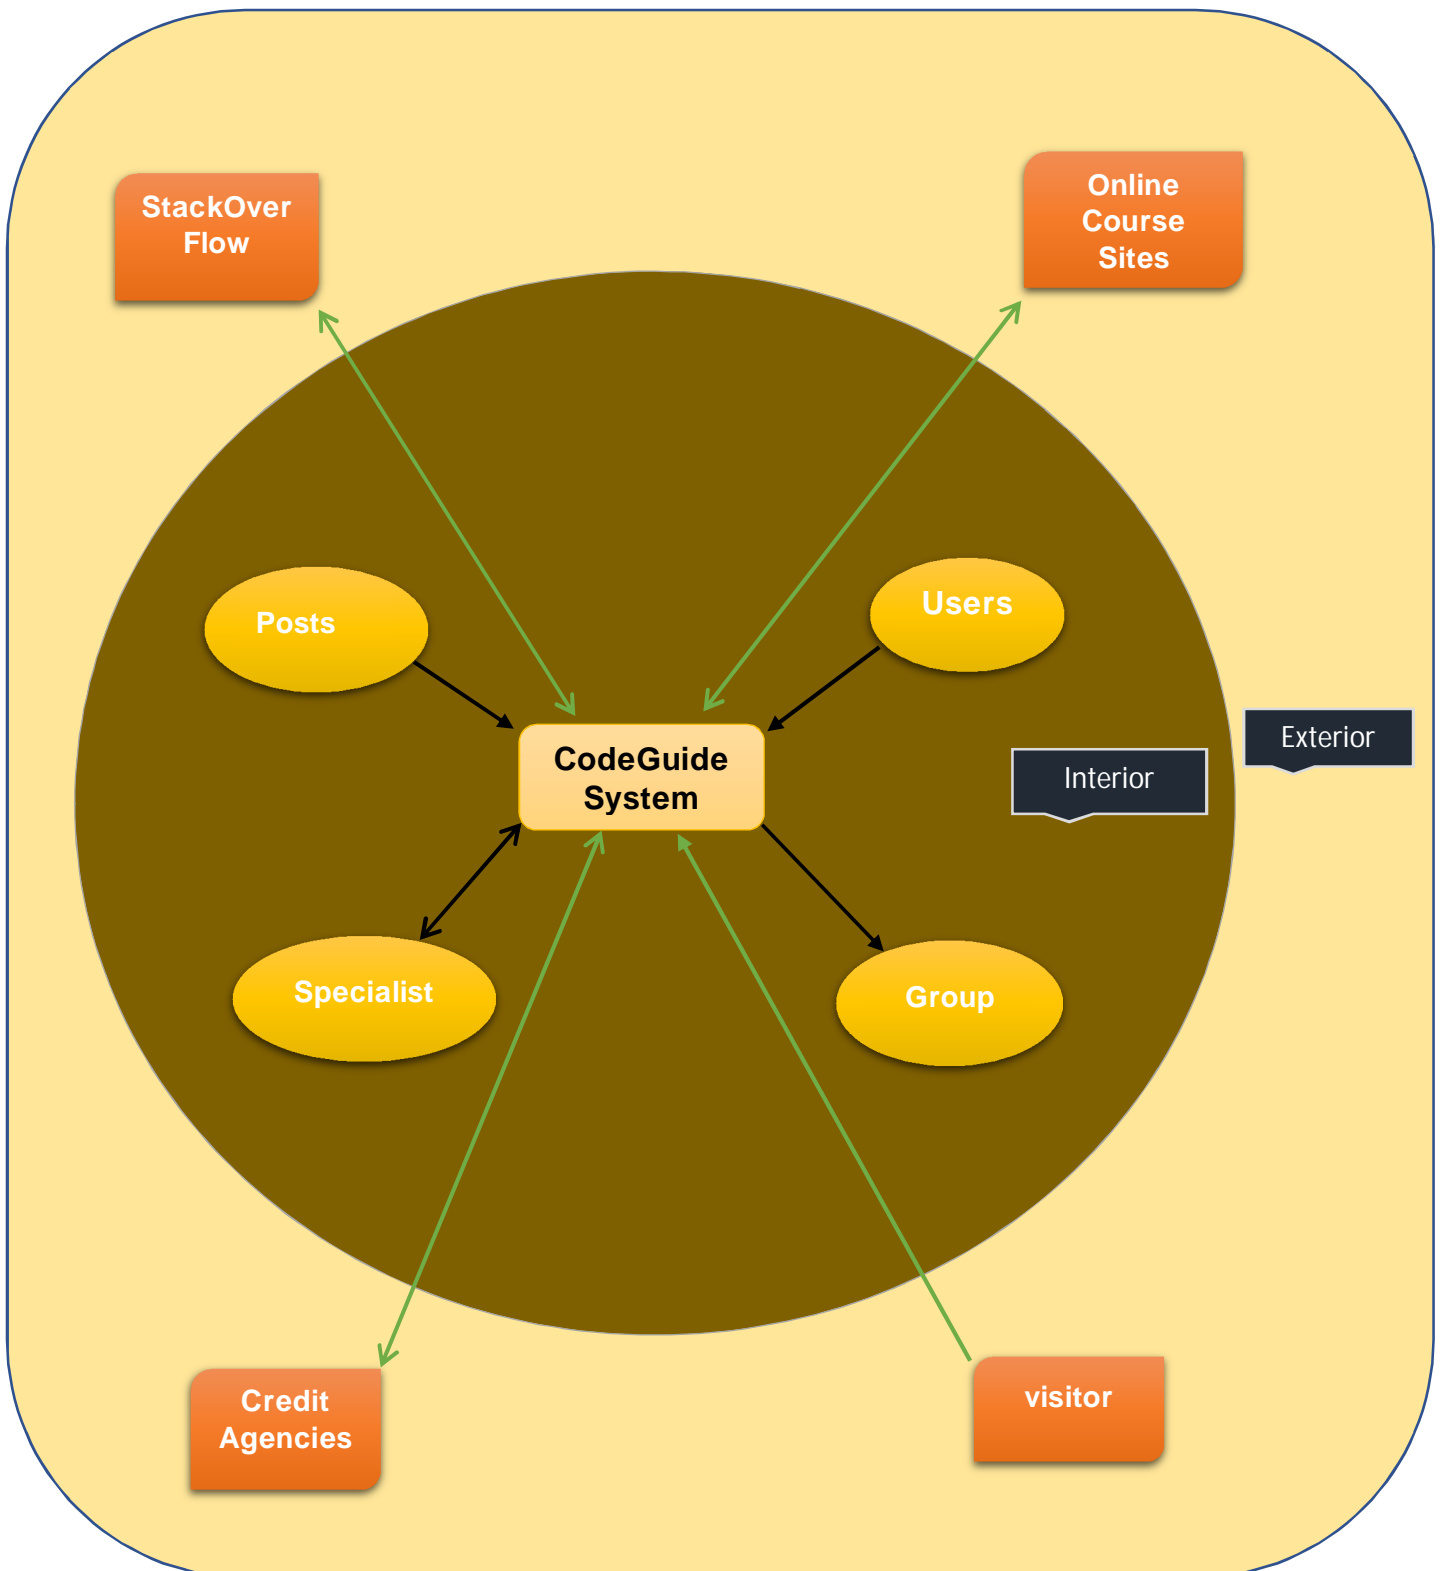 StackOver
Flow
Online
Course
Sites
Posts
Users
CodeGuide
System
Interior
Exterior
Specialist
Group
Credit
Agencies
visitor